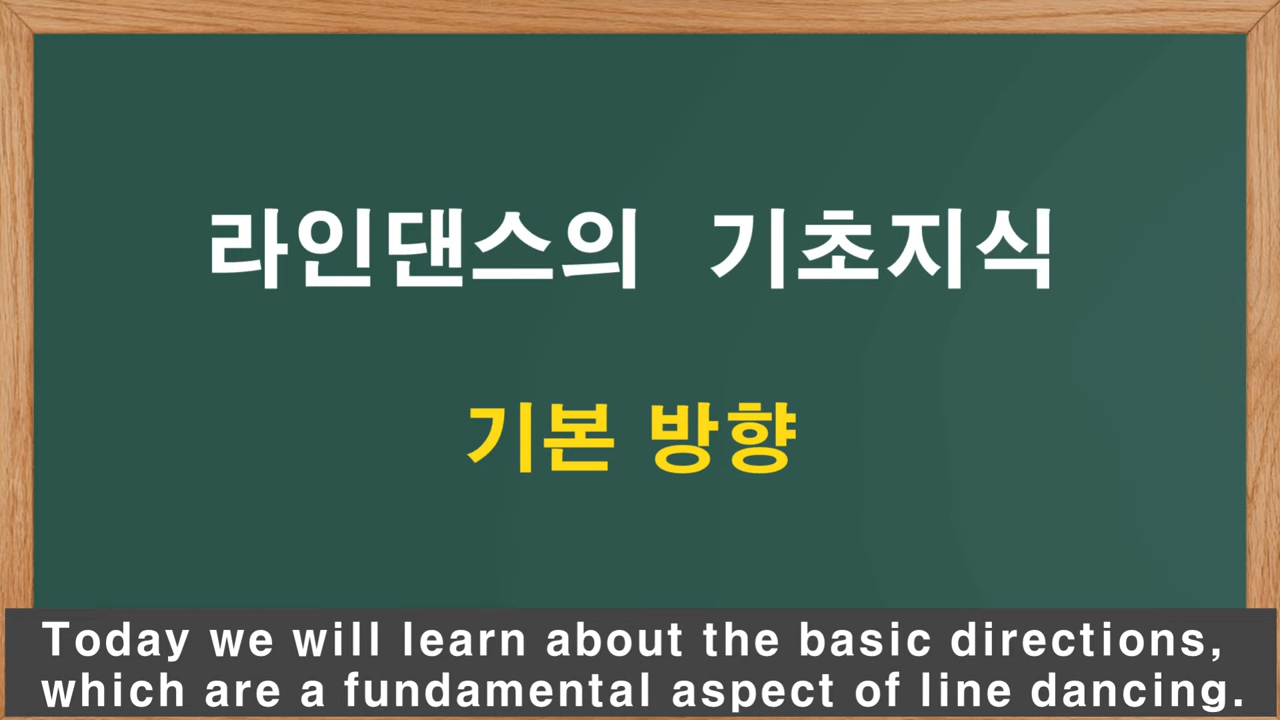 라인댄스의 기초지식
기본 방향
Today we will learn about the basic directions,
which are a fundamental aspect of line dancing.